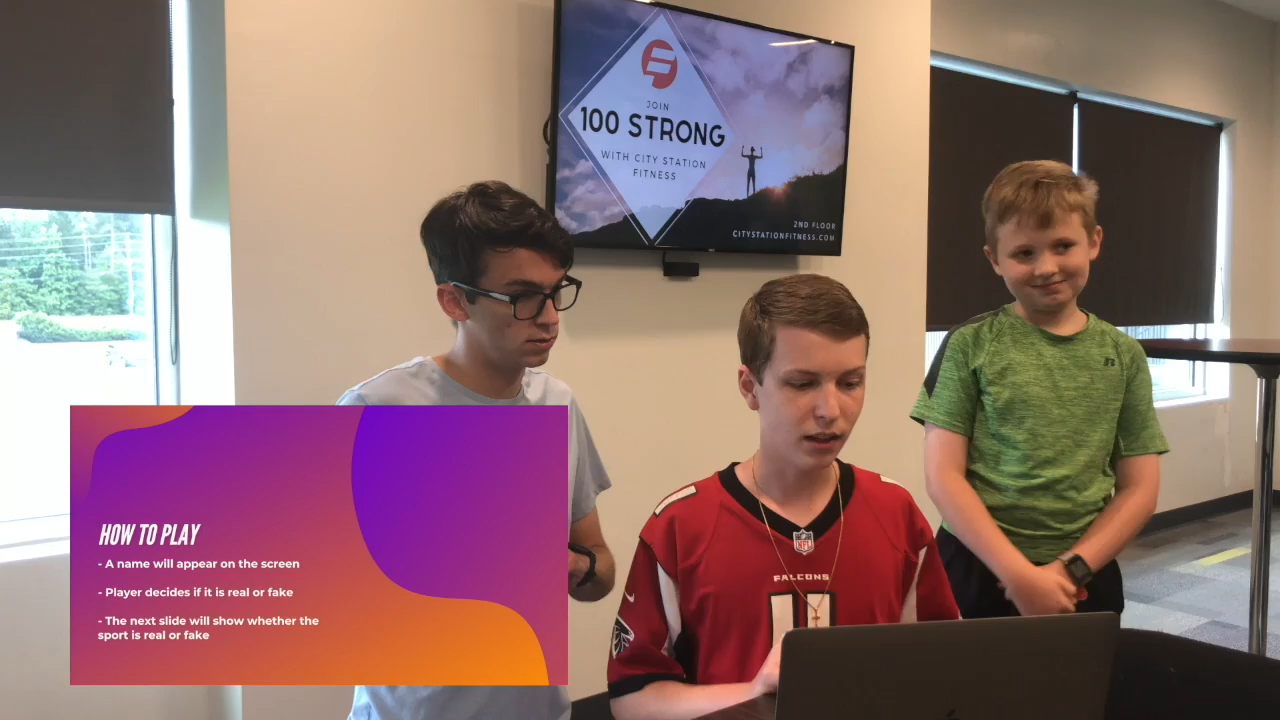 JOIN
100 STRONG
WITH CITY STATION
FITNESS
2ND FLOOR
CITYSTATIONFITNESS.COM
HOW TO PLAY
- A name will appear on the screen
- Player decides if it is real or fake
- The next slide will show whether the
sport is real or fake
NFL
FALCONS
11